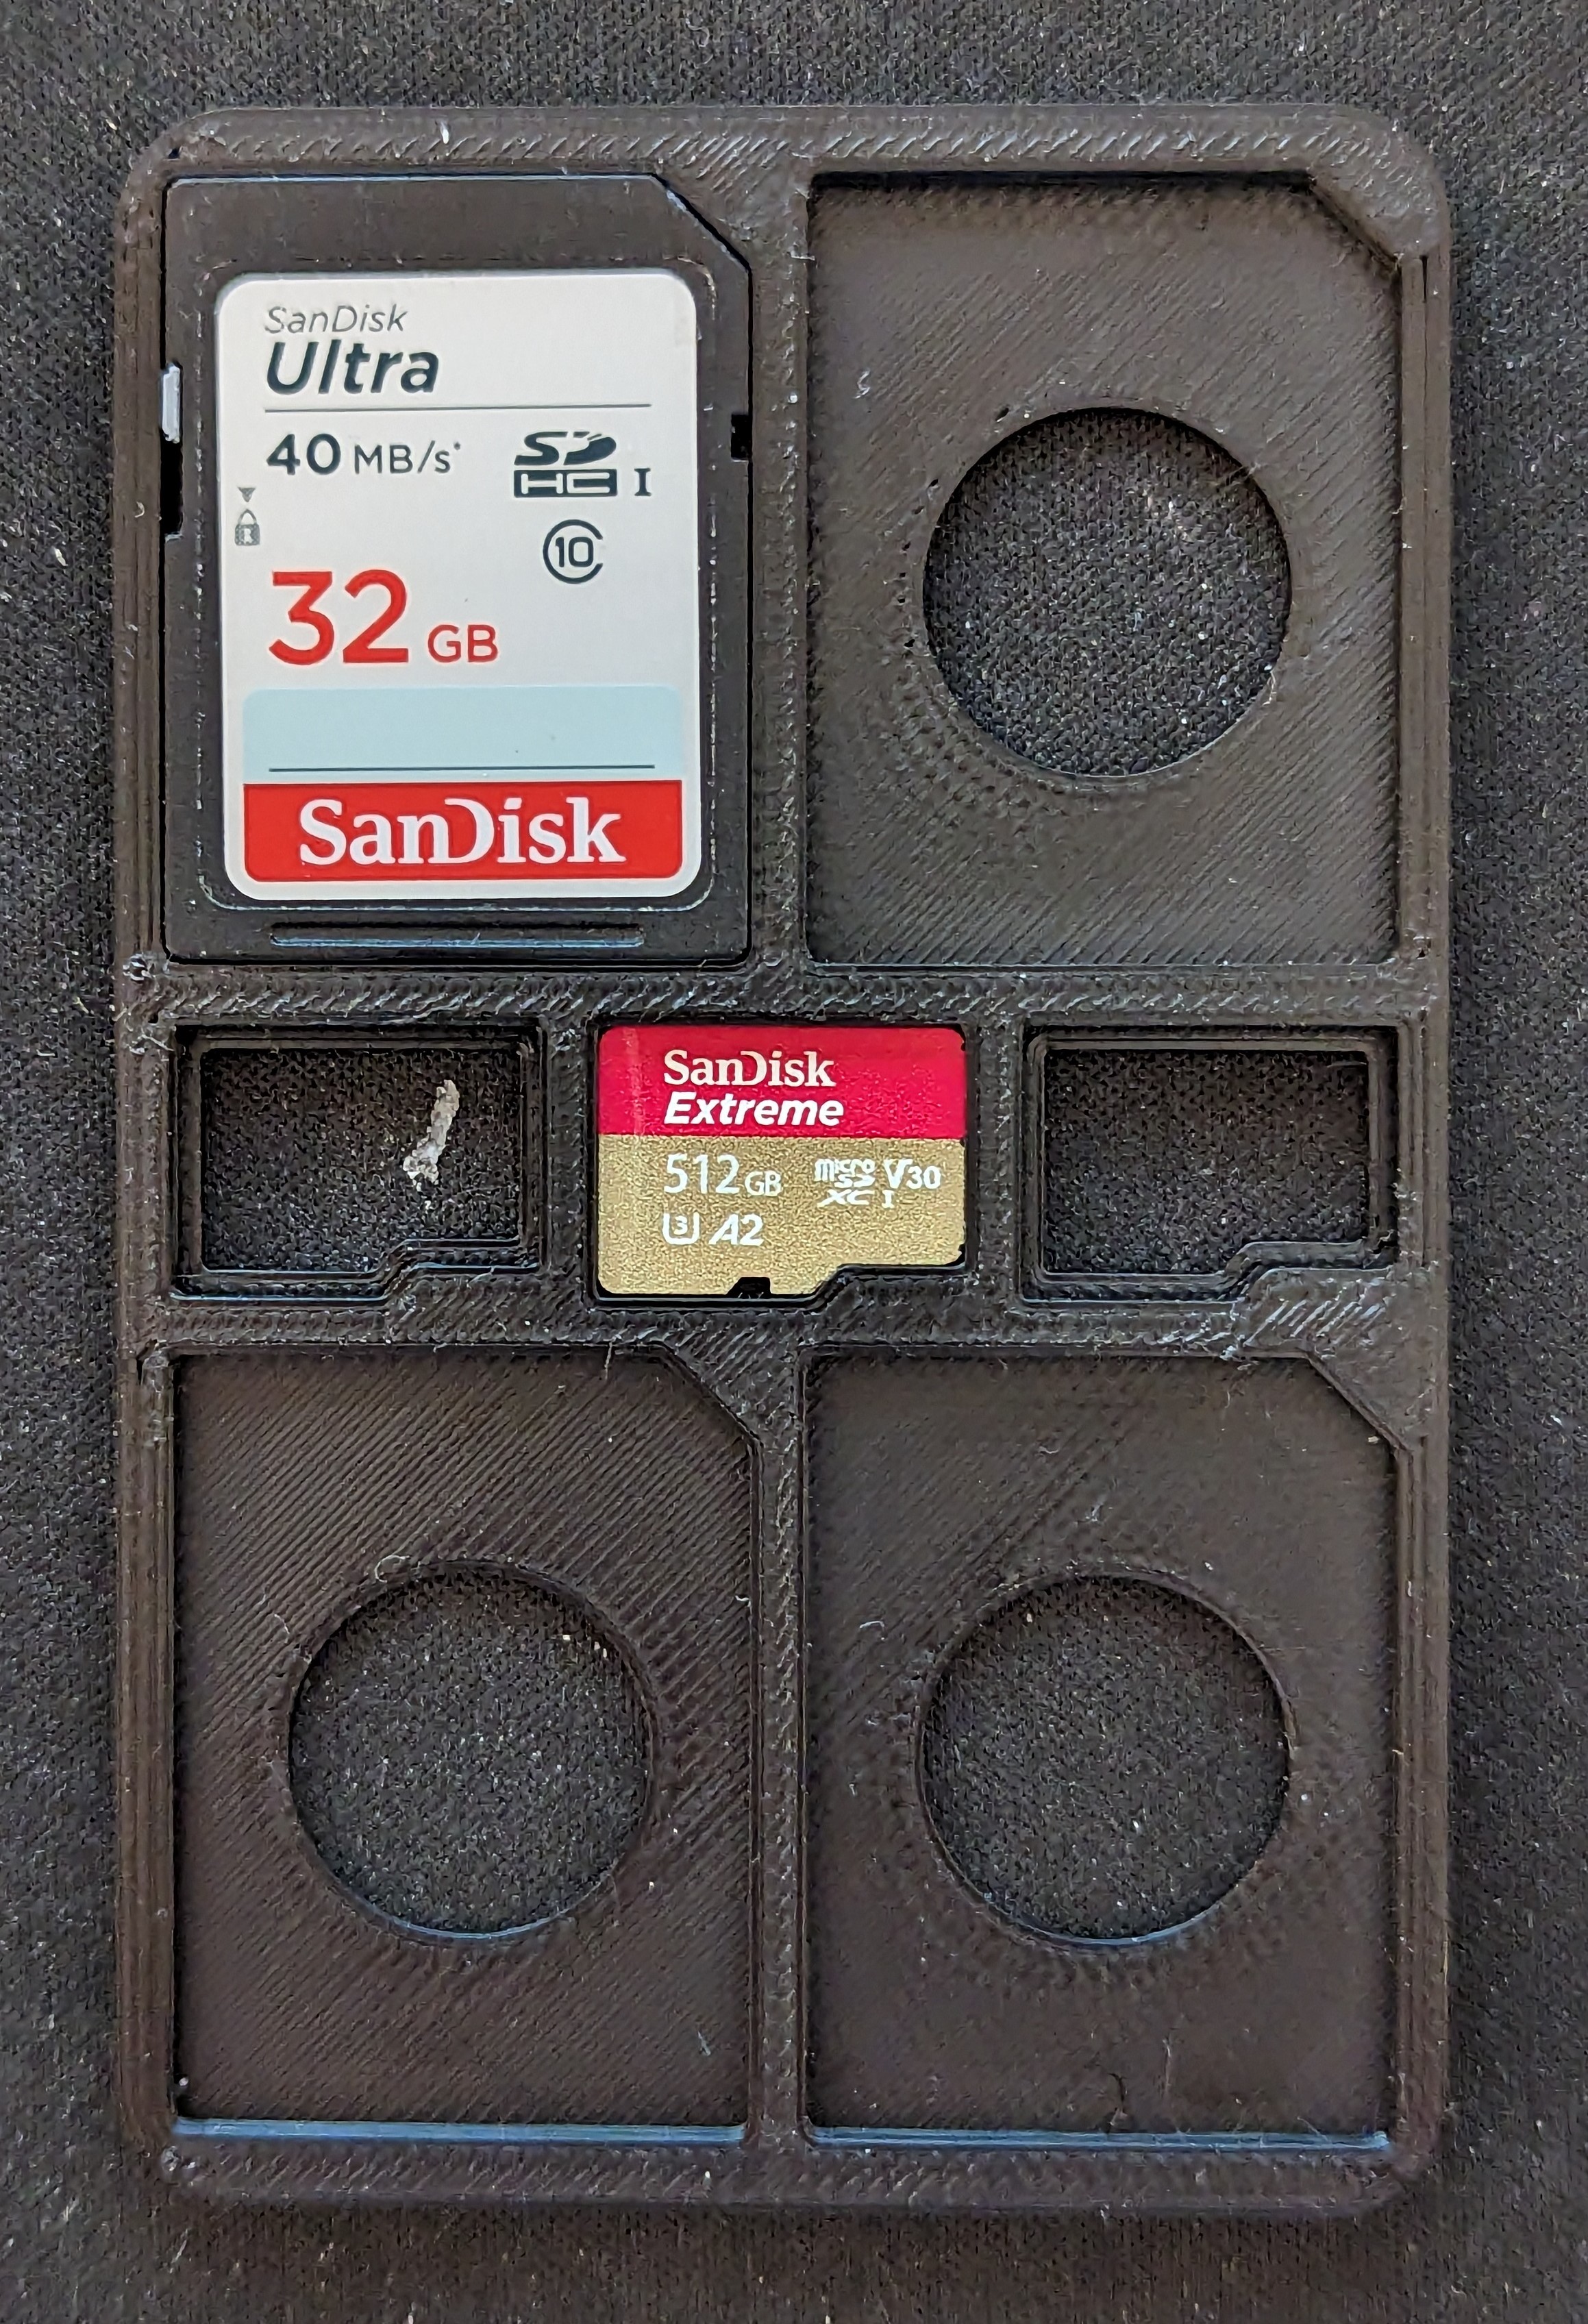 SanDisk
Ultra
40 MB/s*
SD HC I
10
32 GB
SanDisk
SanDisk
Extreme
512GB micro SD XC I V30
3 A2